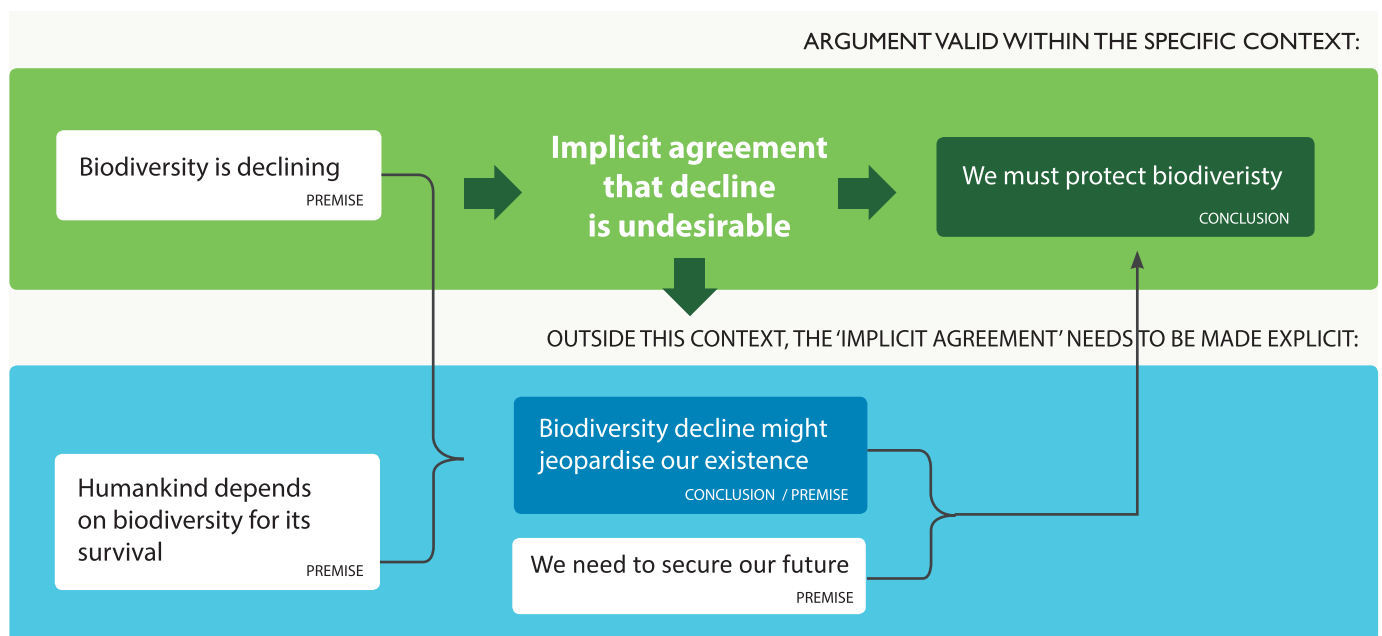 ARGUMENT VALID WITHIN THE SPECIFIC CONTEXT:
Biodiversity is declining
PREMISE
Implicit agreement
that decline
is undesirable
We must protect biodiveristy
CONCLUSION
OUTSIDE THIS CONTEXT, THE ‘IMPLICIT AGREEMENT’ NEEDS TO BE MADE EXPLICIT:
Humankind depends
on biodiversity for its
survival
PREMISE
Biodiversity decline might
jeopardise our existence
CONCLUSION / PREMISE
We need to secure our future
PREMISE